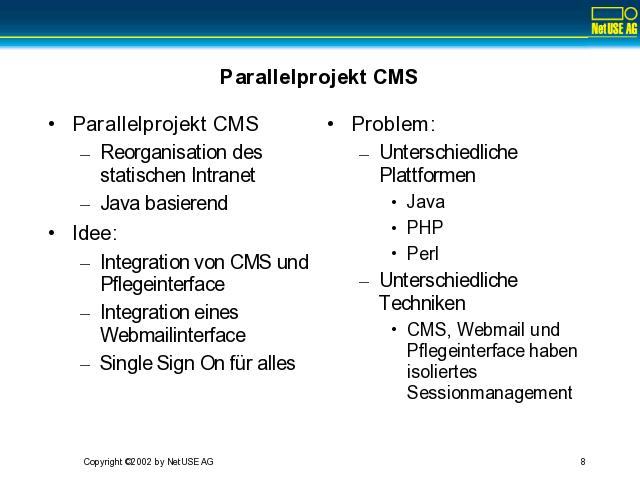 NetUSE AG
Parallelprojekt CMS
• Parallelprojekt CMS
– Reorganisation des
statischen Intranet
– Java basierend
• Idee:
– Integration von CMS und
Pflegeinterface
– Integration eines
Webmailinterface
– Single Sign On für alles
• Problem:
– Unterschiedliche
Plattformen
• Java
• PHP
• Perl
– Unterschiedliche
Techniken
• CMS, Webmail und
Pflegeinterface haben
isoliertes
Sessionmanagement
Copyright ©2002 by NetUSE AG
8